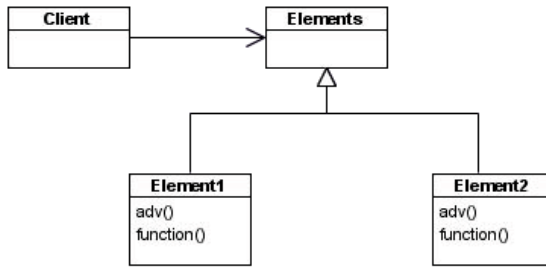 Client
Elements
Element1
adv()
function()
Element2
adv()
function()